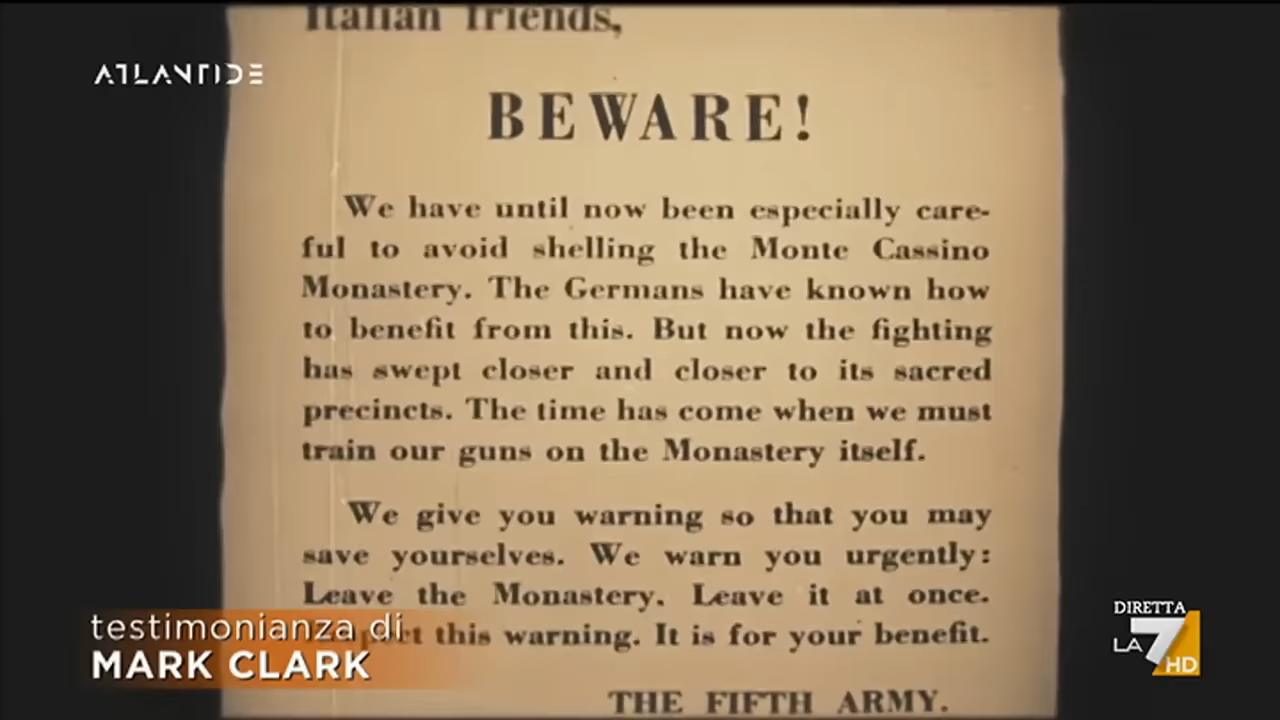 Italian friends,
ATLANTIDE
BEWARE!
We have until now been especially care-
ful to avoid shelling the Monte Cassino
Monastery. The Germans have known how
to benefit from this. But now the fighting
has swept closer and closer to its sacred
precincts. The time has come when we must
train our guns on the Monastery itself.
We give you warning so that you may
save yourselves. We warn you urgently:
Leave the Monastery. Leave it at once.
this warning. It is for your benefit.
THE FIFTH ARMY.
testimonianza di
MARK CLARK
DIRETTA
LA7
HD